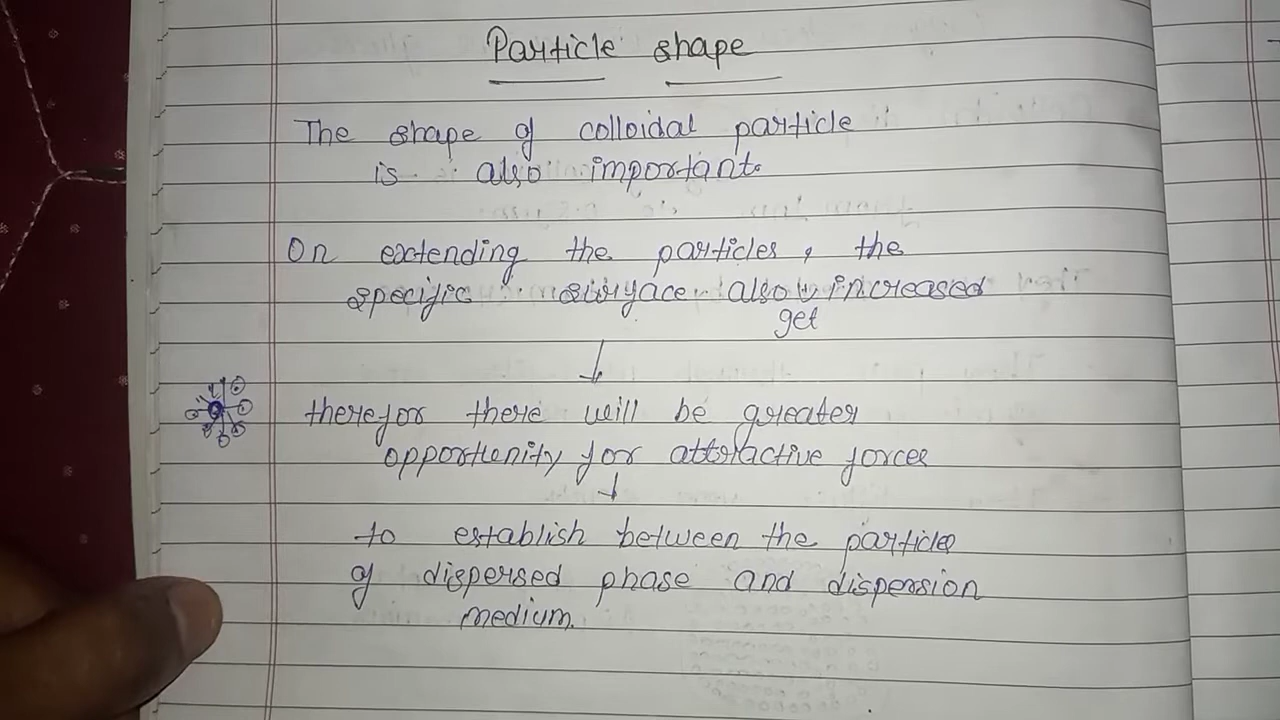 Particle shape
The shape of colloidal particle
is also important.
On extending the particles, the
specific surface also increased
get
therefor there will be greater
opportunity for attractive forces
to establish between the particles
of dispersed phase and dispersion
medium.